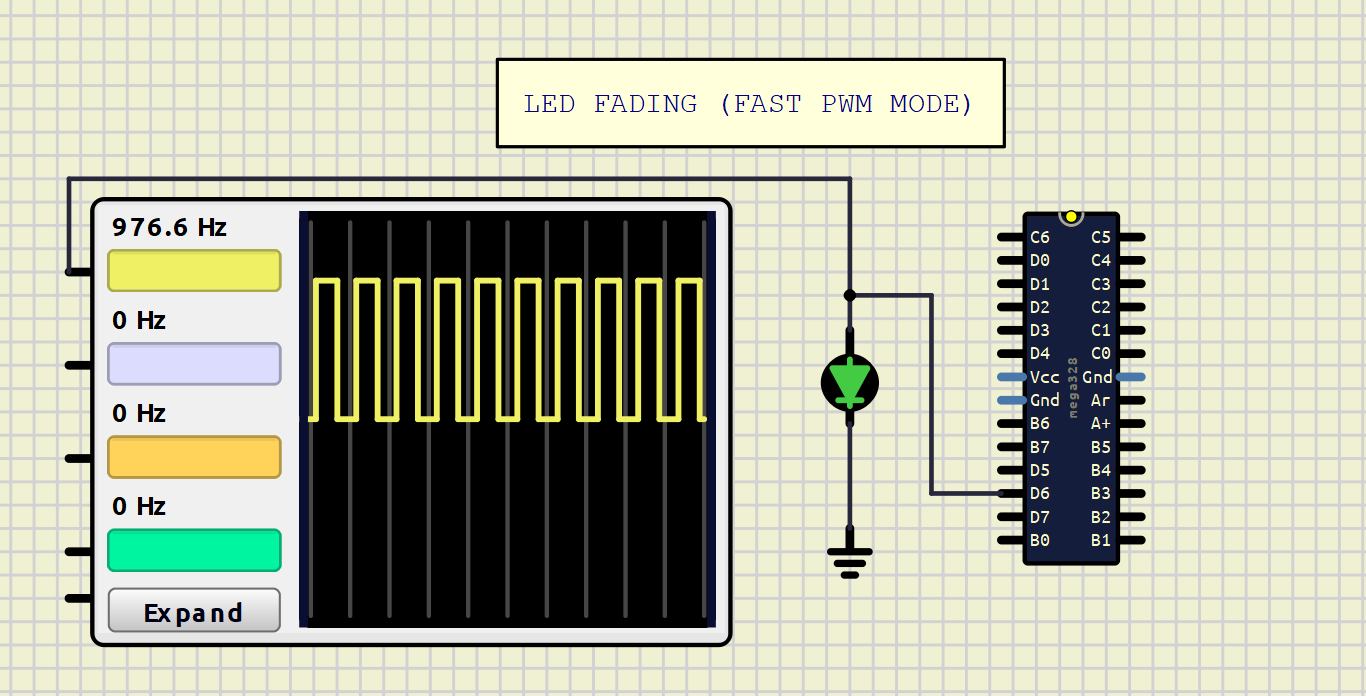 LED FADING (FAST PWM MODE)
976.6 Hz
0 Hz
0 Hz
0 Hz
Expand
C6 C5
D0 C4
D1 C3
D2 C2
D3 C1
D4 C0
Vcc Gnd
Gnd Ar
B6 A+
B7 B5
D5 B4
D6 B3
D7 B2
B0 B1
mega328